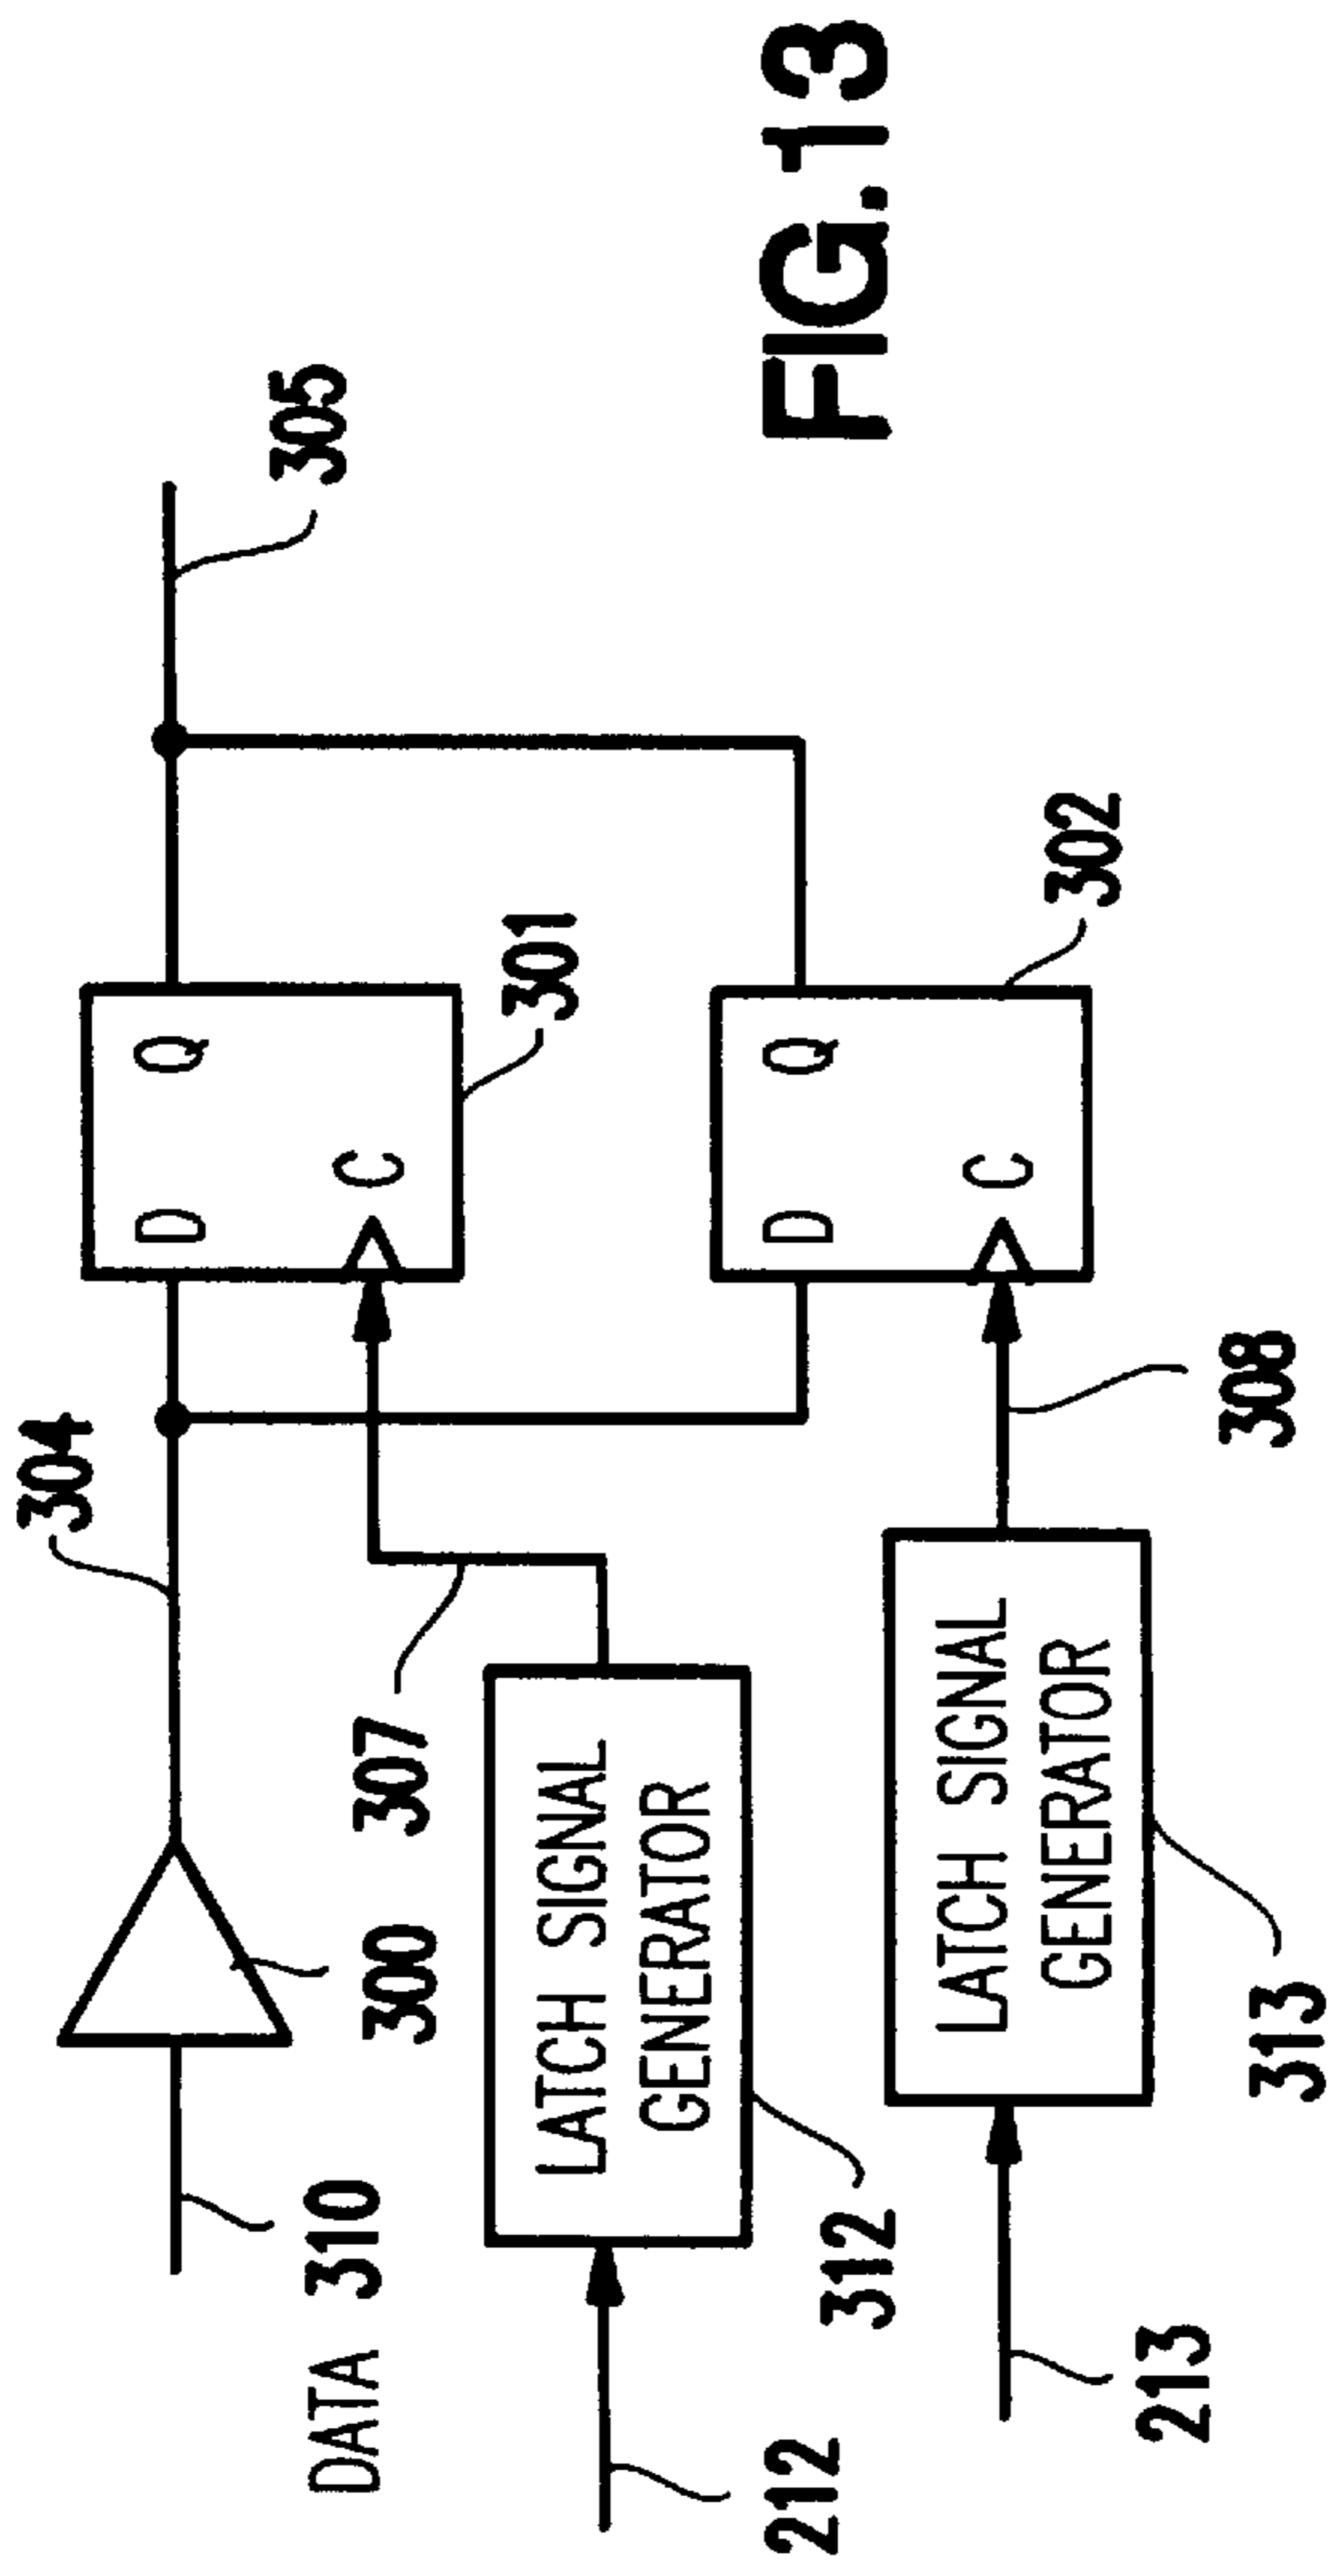 304
305
D Q
C
301
300
DATA 310
307
LATCH SIGNAL
GENERATOR
312
212
D Q
C
302
308
LATCH SIGNAL
GENERATOR
313
213
FIG.13